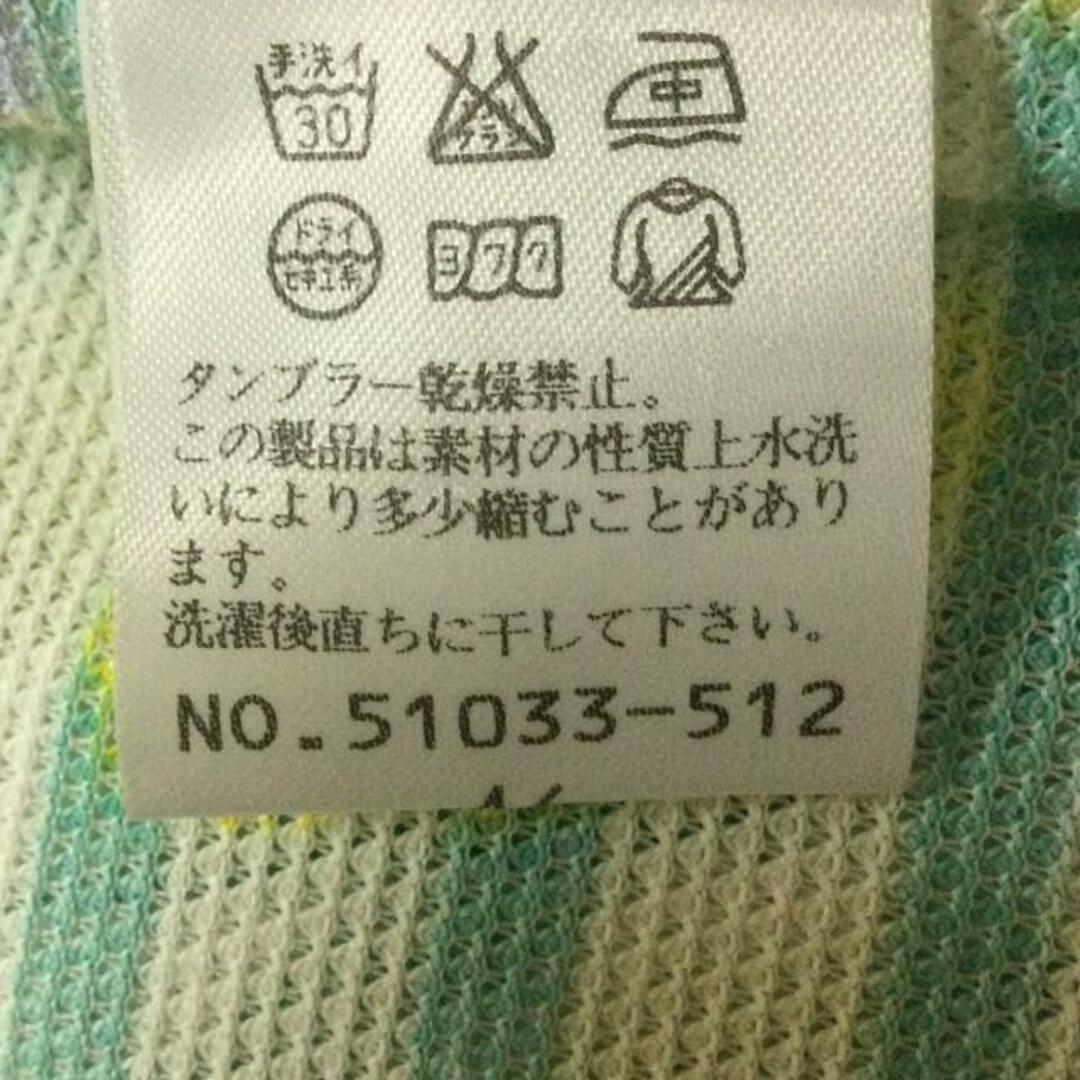 手洗イ
30
中
ドライ
セキユ系
ヨワク
タンブラー乾燥禁止。
この製品は素材の性質上水洗
いにより多少縮むことがあり
ます。
洗濯後直ちに干して下さい。
NO.51033-512